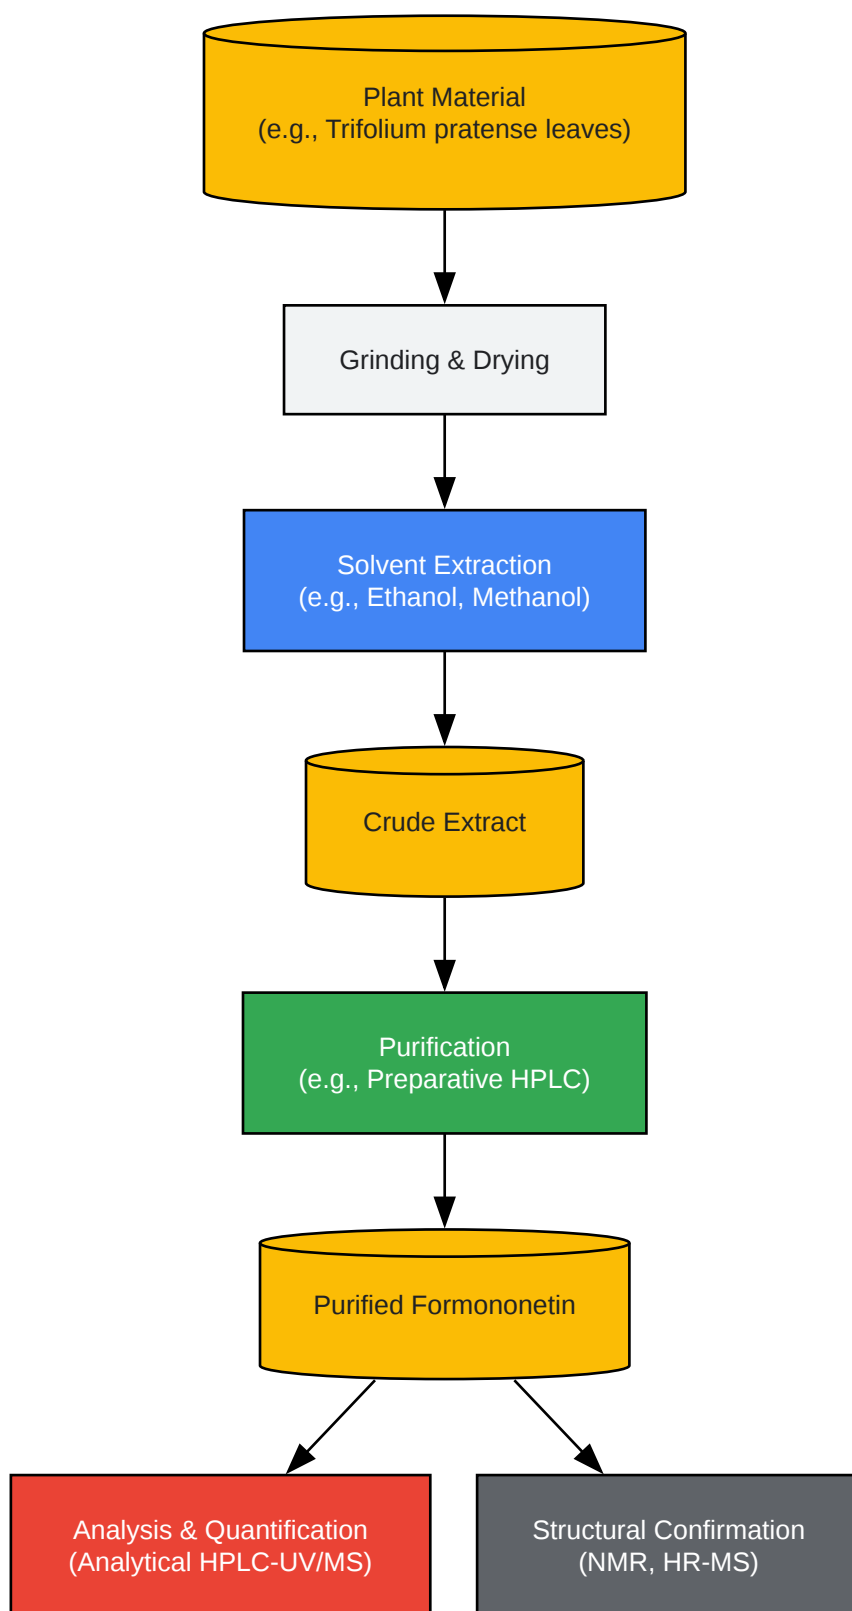 Plant Material
(e.g., Trifolium pratense leaves)
Grinding & Drying
Solvent Extraction
(e.g., Ethanol, Methanol)
Crude Extract
Purification
(e.g., Preparative HPLC)
Purified Formononetin
Analysis & Quantification
(Analytical HPLC-UV/MS)
Structural Confirmation
(NMR, HR-MS)